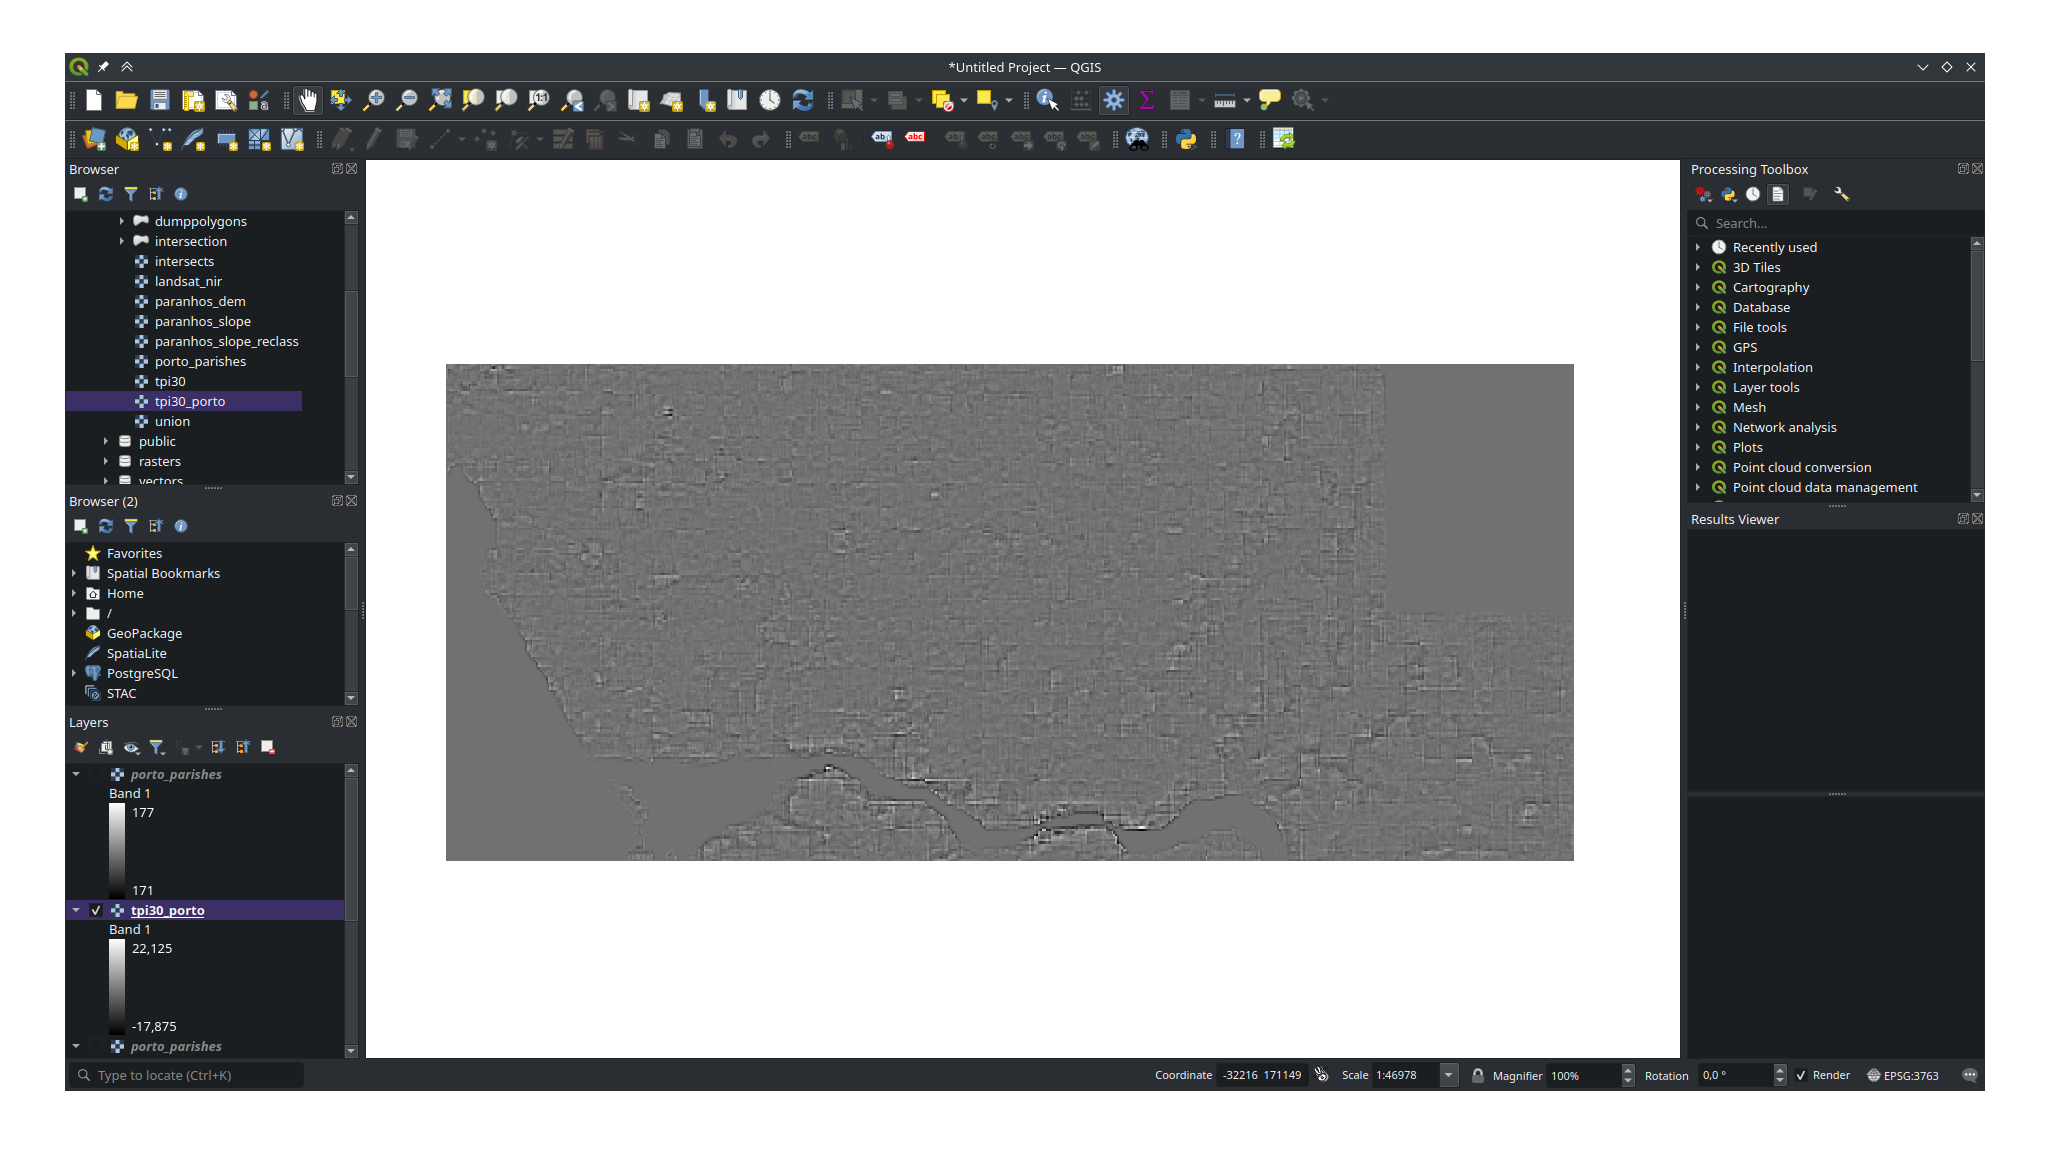 *Untitled Project — QGIS
Browser
dumppolygons
intersection
intersects
landsat_nir
paranhos_dem
paranhos_slope
paranhos_slope_reclass
porto_parishes
tpi30
tpi30_porto
union
public
rasters
vectors
Browser (2)
Favorites
Spatial Bookmarks
Home
/
GeoPackage
SpatiaLite
PostgreSQL
STAC
Layers
porto_parishes
Band 1
177
171
tpi30_porto
Band 1
22,125
-17,875
porto_parishes
Type to locate (Ctrl+K)
Processing Toolbox
Search...
Recently used
3D Tiles
Cartography
Database
File tools
GPS
Interpolation
Layer tools
Mesh
Network analysis
Plots
Point cloud conversion
Point cloud data management
Results Viewer
Coordinate -32216 171149 Scale 1:46978 Magnifier 100% Rotation 0,0 ° Render EPSG:3763